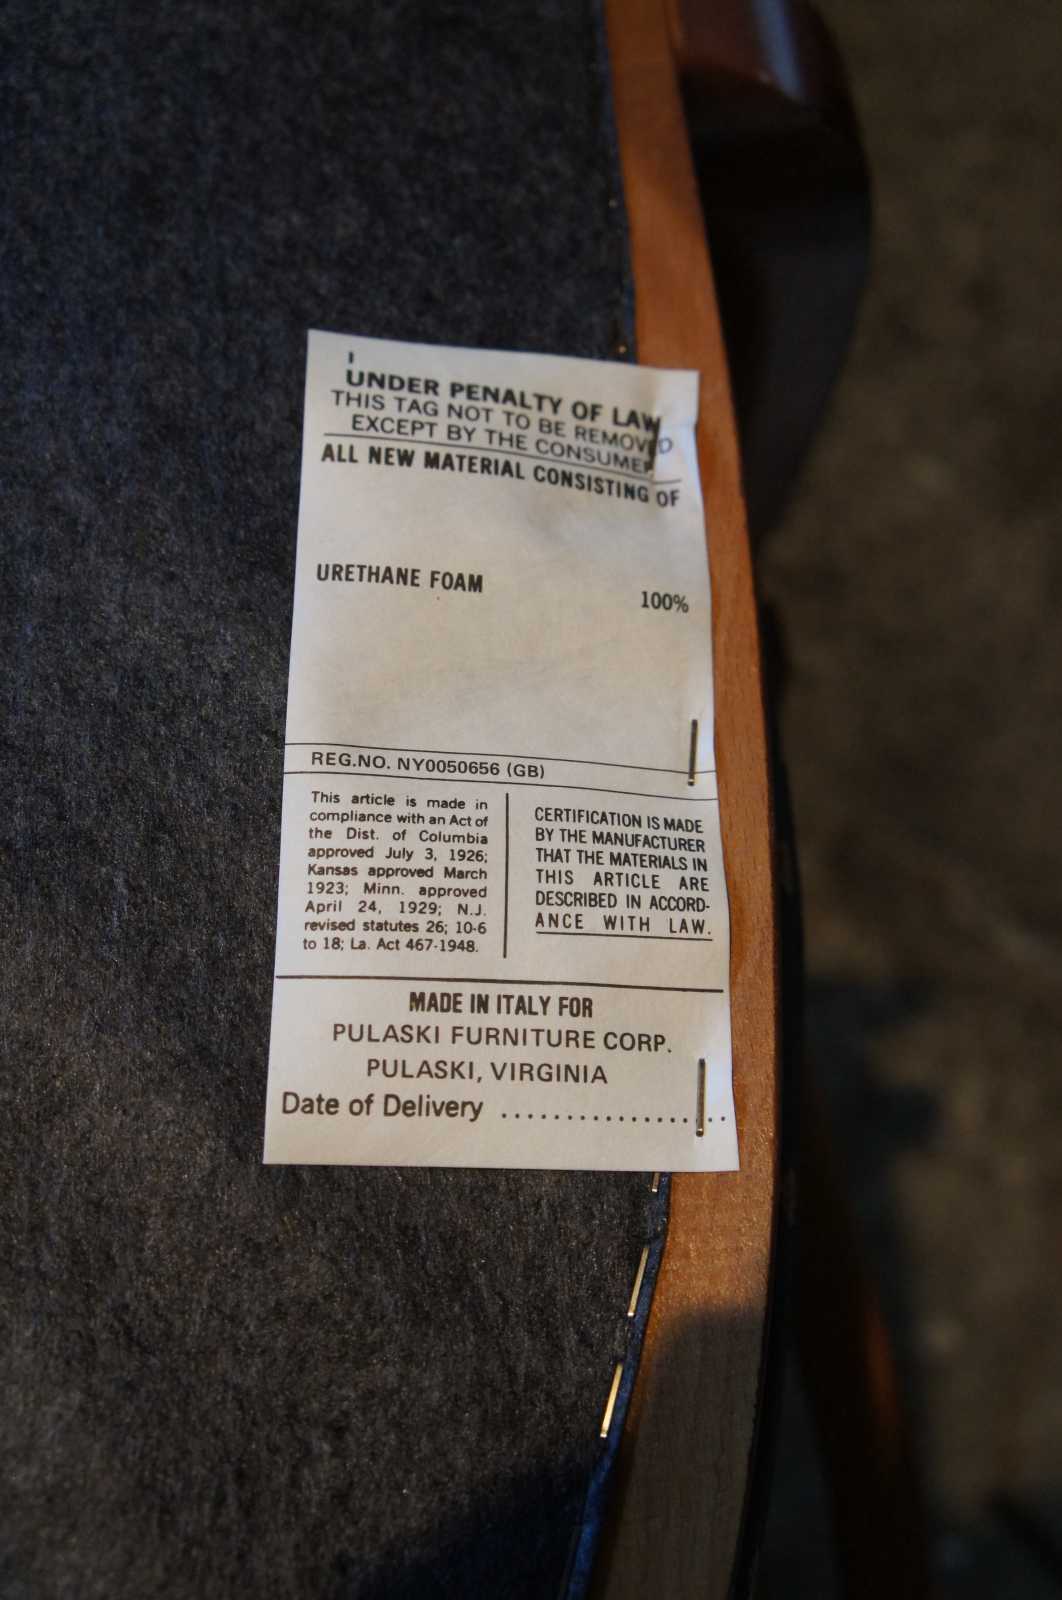 UNDER PENALTY OF LAW
THIS TAG NOT TO BE REMOVED
EXCEPT BY THE CONSUMER
ALL NEW MATERIAL CONSISTING OF
URETHANE FOAM 100%
REG.NO. NY0050656 (GB)
This article is made in
compliance with an Act of
the Dist. of Columbia
approved July 3, 1926;
Kansas approved March
1923; Minn. approved
April 24, 1929; N.J.
revised statutes 26; 10-6
to 18; La. Act 467-1948.
CERTIFICATION IS MADE
BY THE MANUFACTURER
THAT THE MATERIALS IN
THIS ARTICLE ARE
DESCRIBED IN ACCORD-
ANCE WITH LAW.
MADE IN ITALY FOR
PULASKI FURNITURE CORP.
PULASKI, VIRGINIA
Date of Delivery ....................